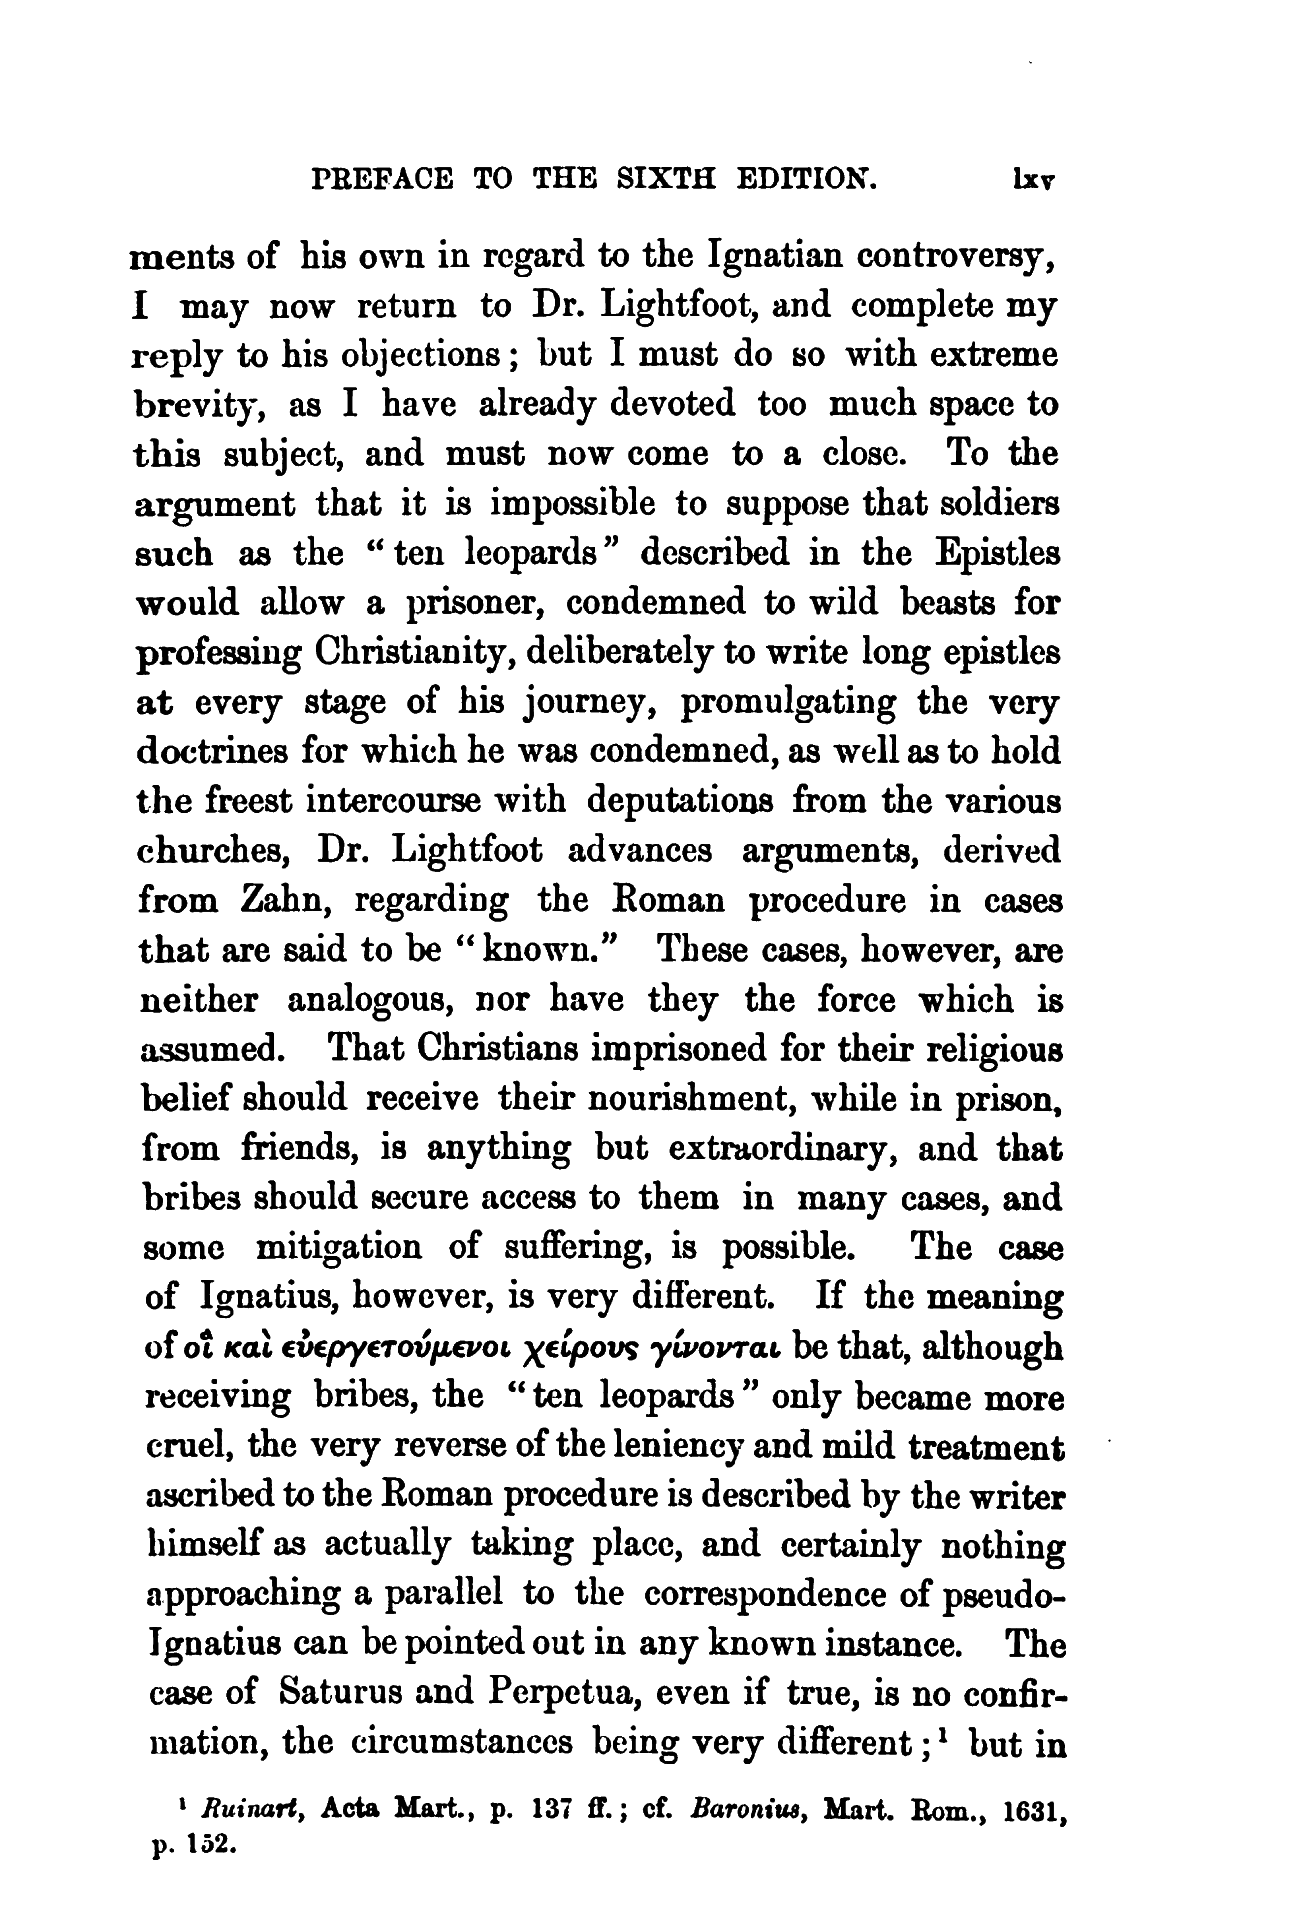 PREFACE TO THE SIXTH EDITION. lxv
ments of his own in regard to the Ignatian controversy,
I may now return to Dr. Lightfoot, and complete my
reply to his objections; but I must do so with extreme
brevity, as I have already devoted too much space to
this subject, and must now come to a close. To the
argument that it is impossible to suppose that soldiers
such as the “ten leopards” described in the Epistles
would allow a prisoner, condemned to wild beasts for
professing Christianity, deliberately to write long epistles
at every stage of his journey, promulgating the very
doctrines for which he was condemned, as well as to hold
the freest intercourse with deputations from the various
churches, Dr. Lightfoot advances arguments, derived
from Zahn, regarding the Roman procedure in cases
that are said to be “known.” These cases, however, are
neither analogous, nor have they the force which is
assumed. That Christians imprisoned for their religious
belief should receive their nourishment, while in prison,
from friends, is anything but extraordinary, and that
bribes should secure access to them in many cases, and
some mitigation of suffering, is possible. The case
of Ignatius, however, is very different. If the meaning
of οἳ καὶ εὐεργετούμενοι χείρους γίνονται be that, although
receiving bribes, the “ten leopards” only became more
cruel, the very reverse of the leniency and mild treatment
ascribed to the Roman procedure is described by the writer
himself as actually taking place, and certainly nothing
approaching a parallel to the correspondence of pseudo-
Ignatius can be pointed out in any known instance. The
case of Saturus and Perpetua, even if true, is no confir-
mation, the circumstances being very different;¹ but in
¹ Ruinart, Acta Mart., p. 137 ff.; cf. Baronius, Mart. Rom., 1631,
p. 152.